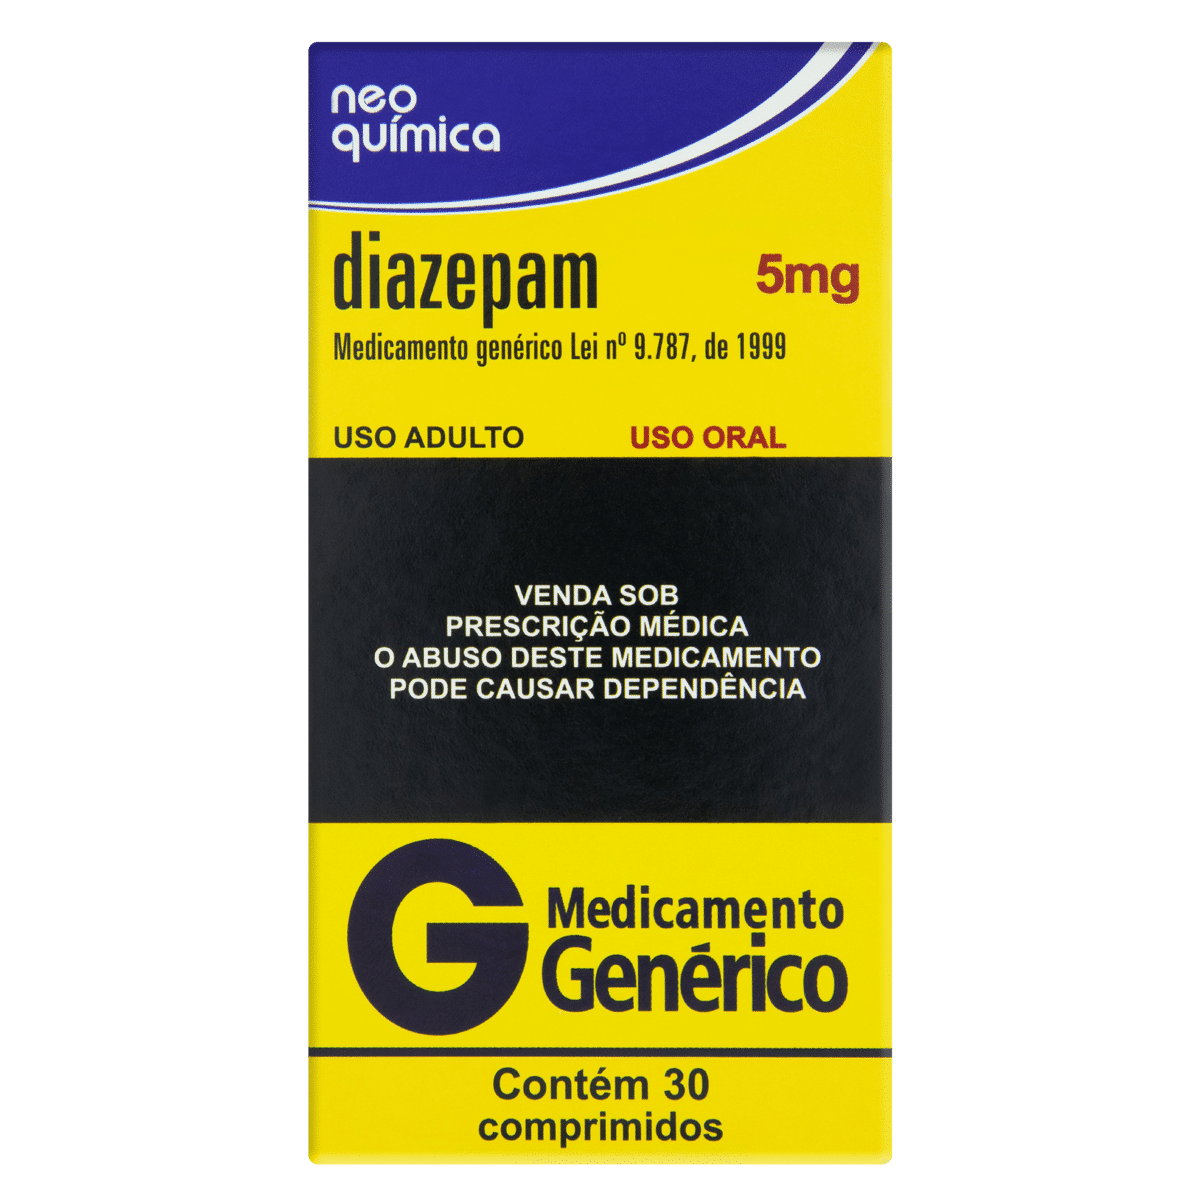 neo
química
diazepam
5mg
Medicamento genérico Lei nº 9.787, de 1999
USO ADULTO
USO ORAL
VENDA SOB
PRESCRIÇÃO MÉDICA
O ABUSO DESTE MEDICAMENTO
PODE CAUSAR DEPENDÊNCIA
G
Medicamento
Genérico
Contém 30
comprimidos